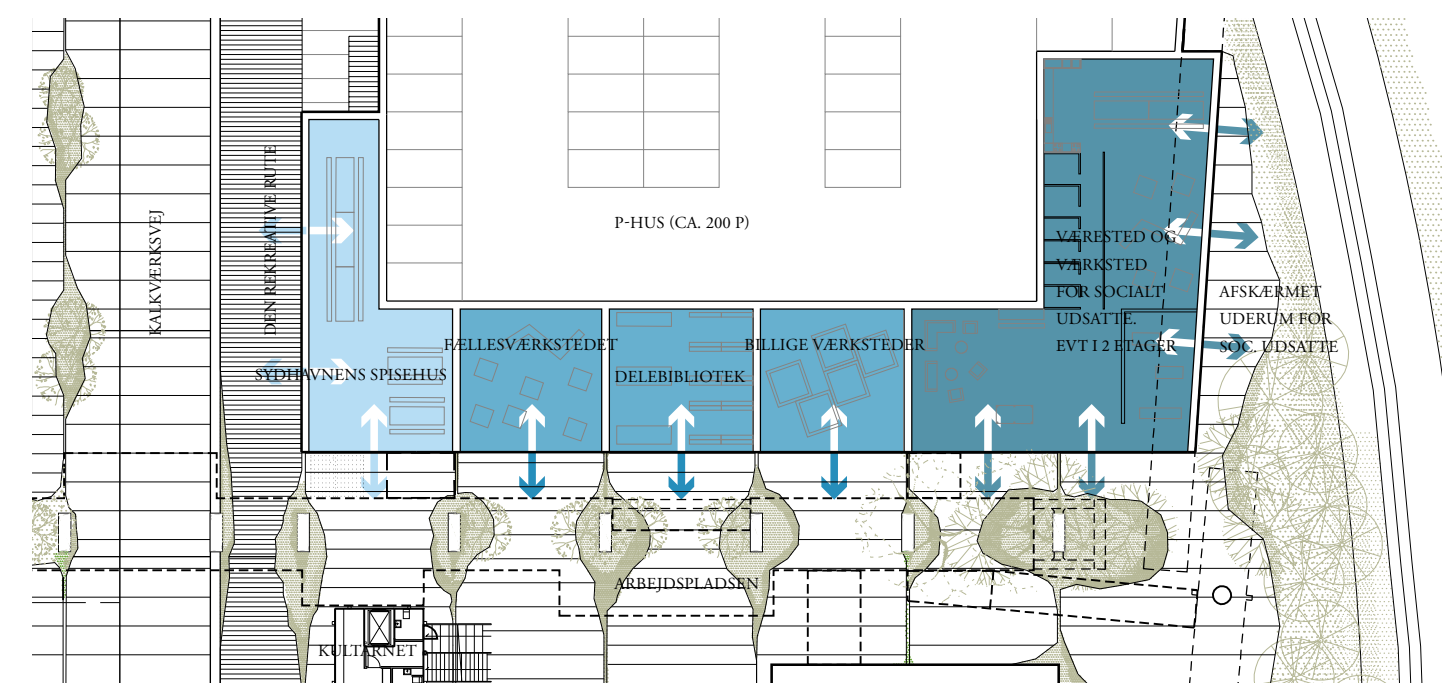 P-HUS (CA. 200 P)
KALKVÆRKSVEJ
DEN REKREATIVE RUTE
VÆRESTED OG
VÆRKSTED
FOR SOCIALT
UDSATTE.
EVT I 2 ETAGER
AFSKÆRMET
UDERUM FOR
SOC. UDSATTE
SYDHAVNENS SPISEHUS
FÆLLESVÆRKSTEDET
DELEBIBLIOTEK
BILLIGE VÆRKSTEDER
ARBEJDSPLADSEN
KULTÅRNET